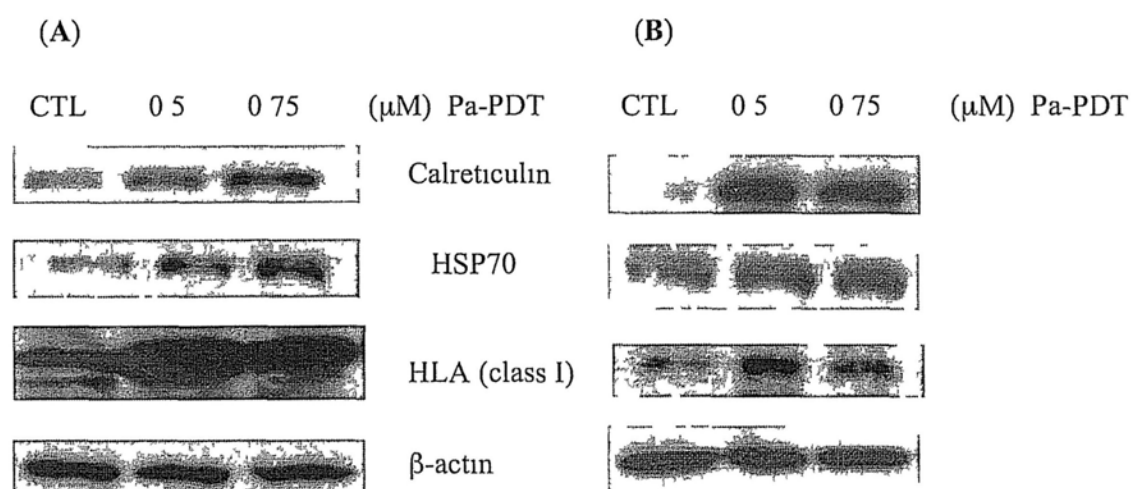 (A) (B)
CTL 0 5 0 75 (μM) Pa-PDT CTL 0 5 0 75 (μM) Pa-PDT
Calreticulin
HSP70
HLA (class I)
β-actin